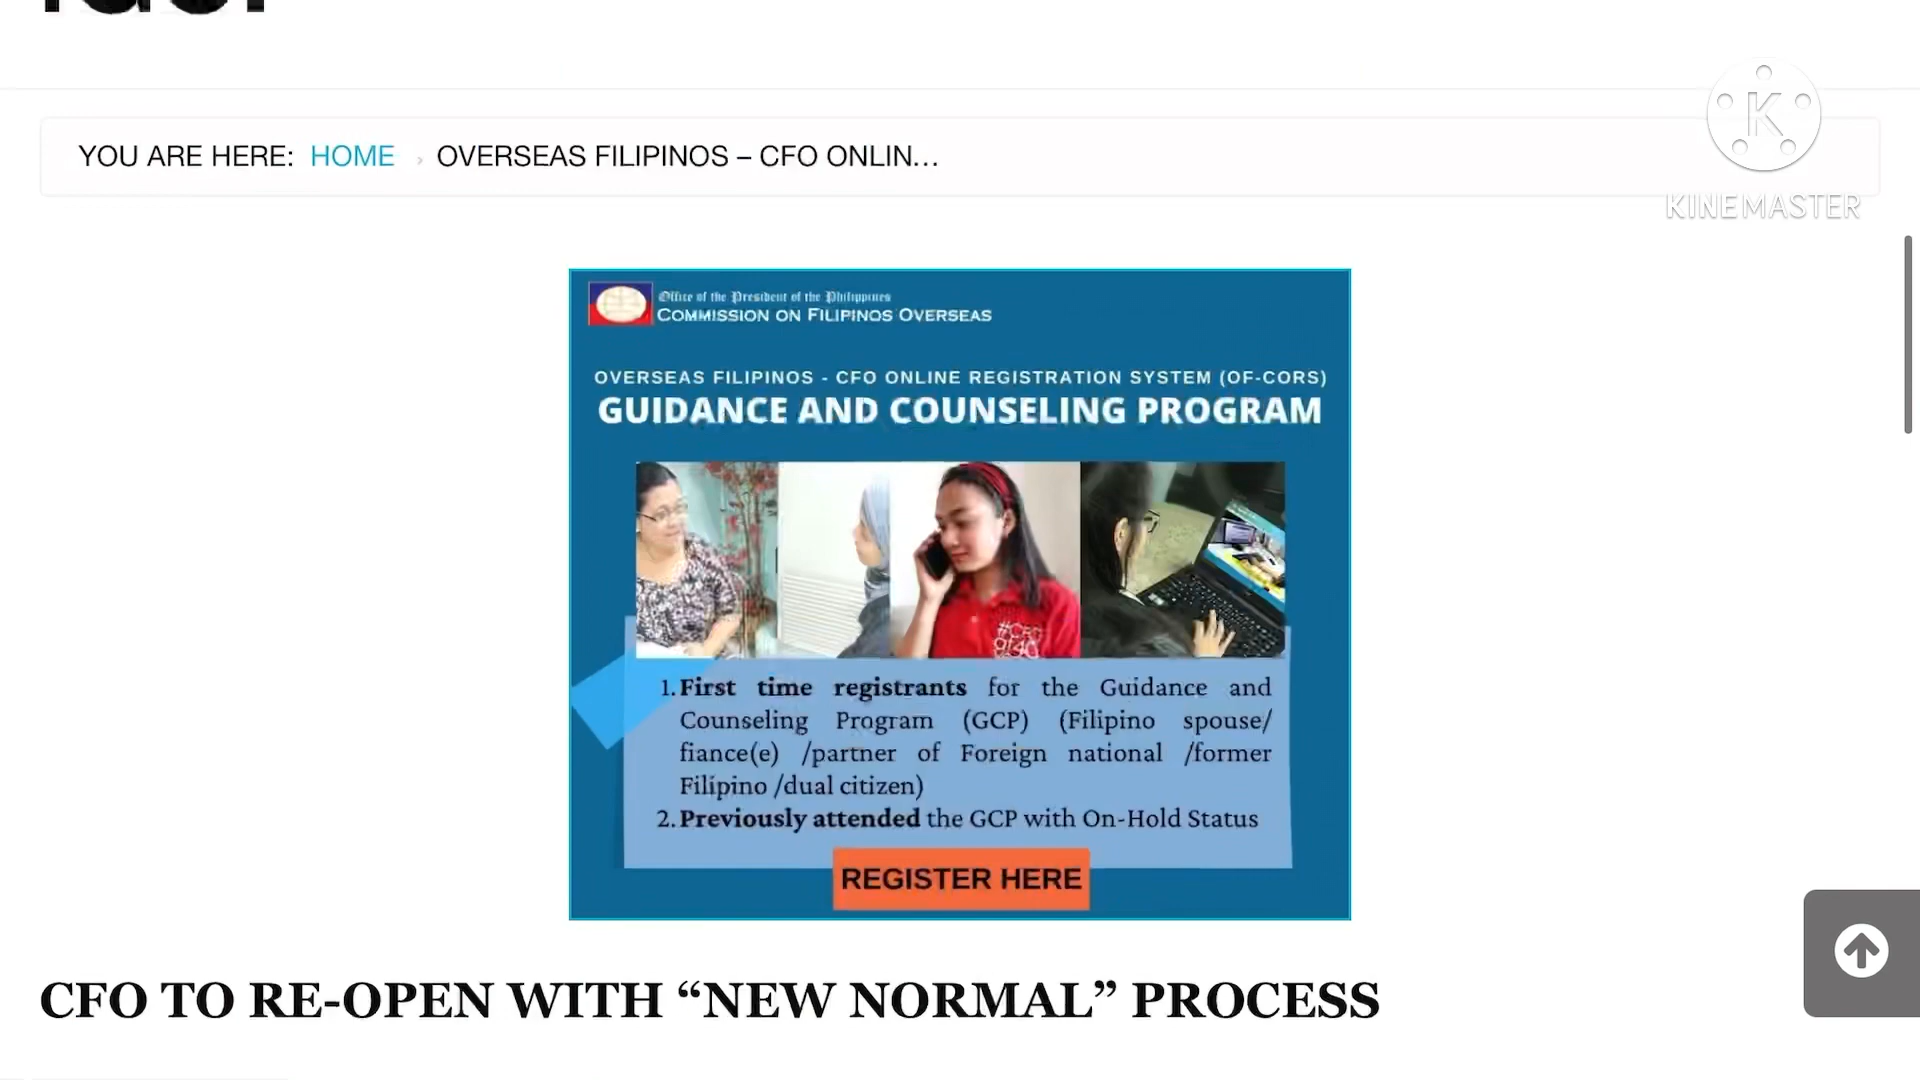 YOU ARE HERE: HOME › OVERSEAS FILIPINOS – CFO ONLIN...
K
KINEMASTER
Office of the President of the Philippines
COMMISSION ON FILIPINOS OVERSEAS
OVERSEAS FILIPINOS - CFO ONLINE REGISTRATION SYSTEM (OF-CORS)
GUIDANCE AND COUNSELING PROGRAM
#CFO
at40
1. First time registrants for the Guidance and
Counseling Program (GCP) (Filipino spouse/
fiance(e) /partner of Foreign national /former
Filipino /dual citizen)
2. Previously attended the GCP with On-Hold Status
REGISTER HERE
CFO TO RE-OPEN WITH “NEW NORMAL” PROCESS